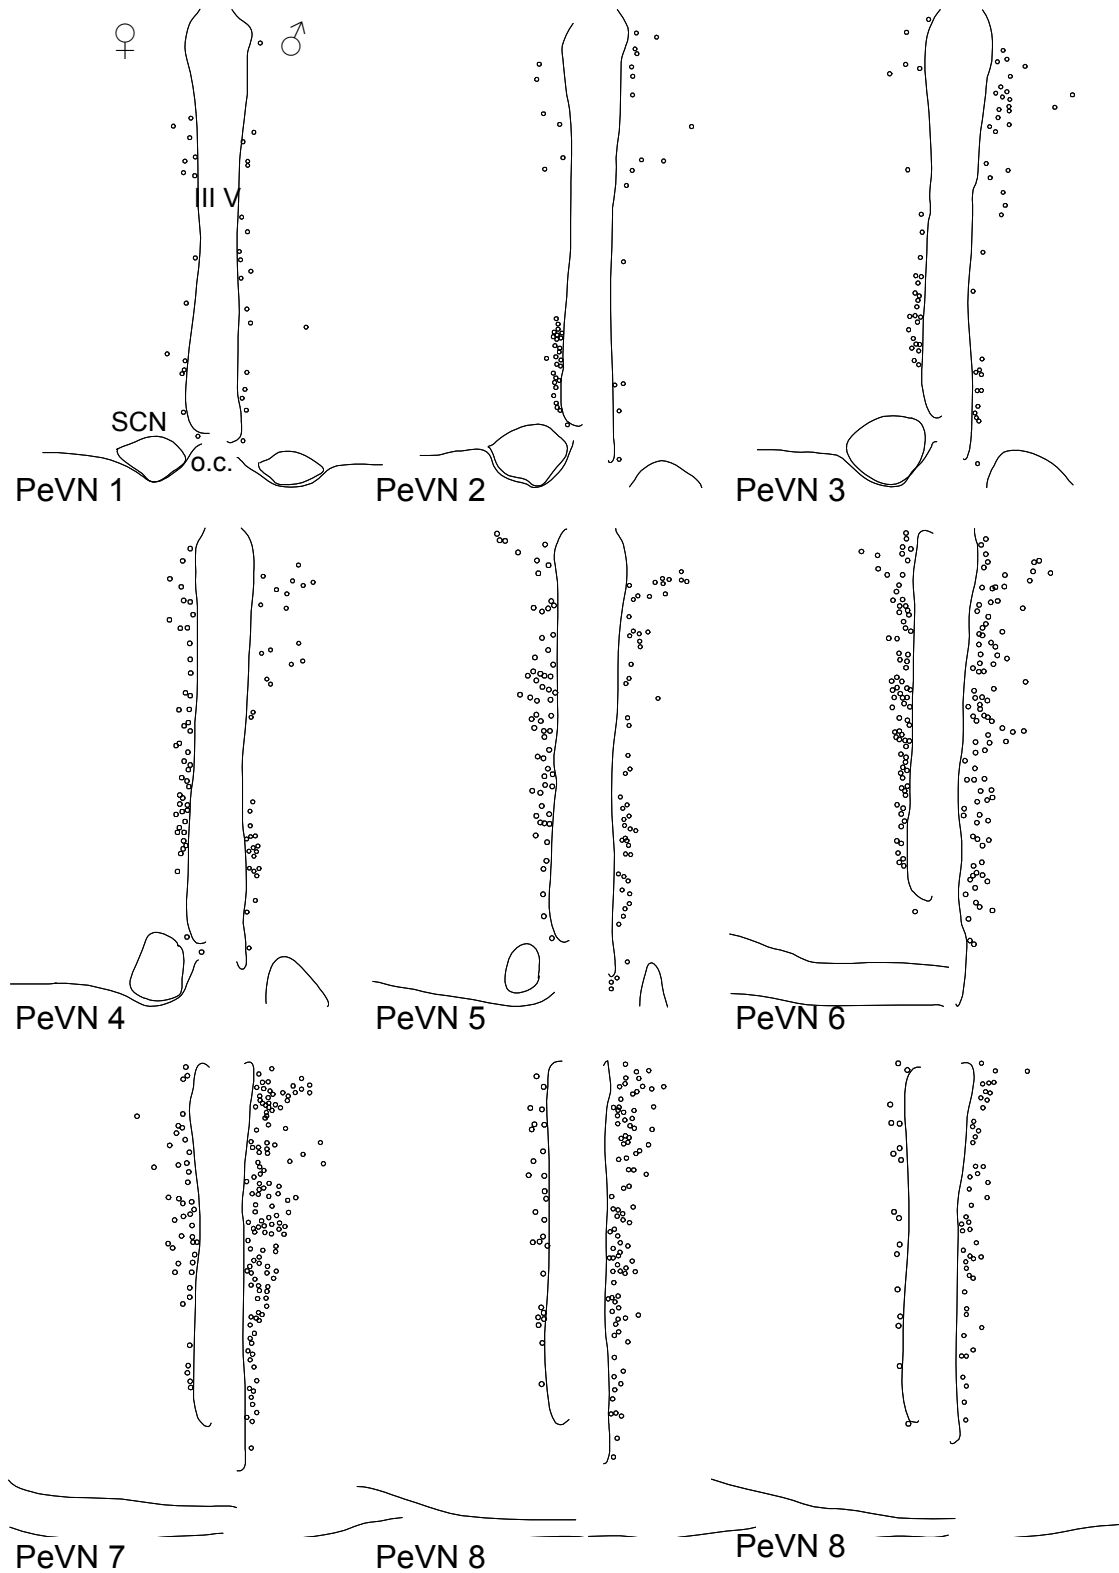 ♀ ♂
III V
SCN
o.c.
PeVN 1
PeVN 2
PeVN 3
PeVN 4
PeVN 5
PeVN 6
PeVN 7
PeVN 8
PeVN 8